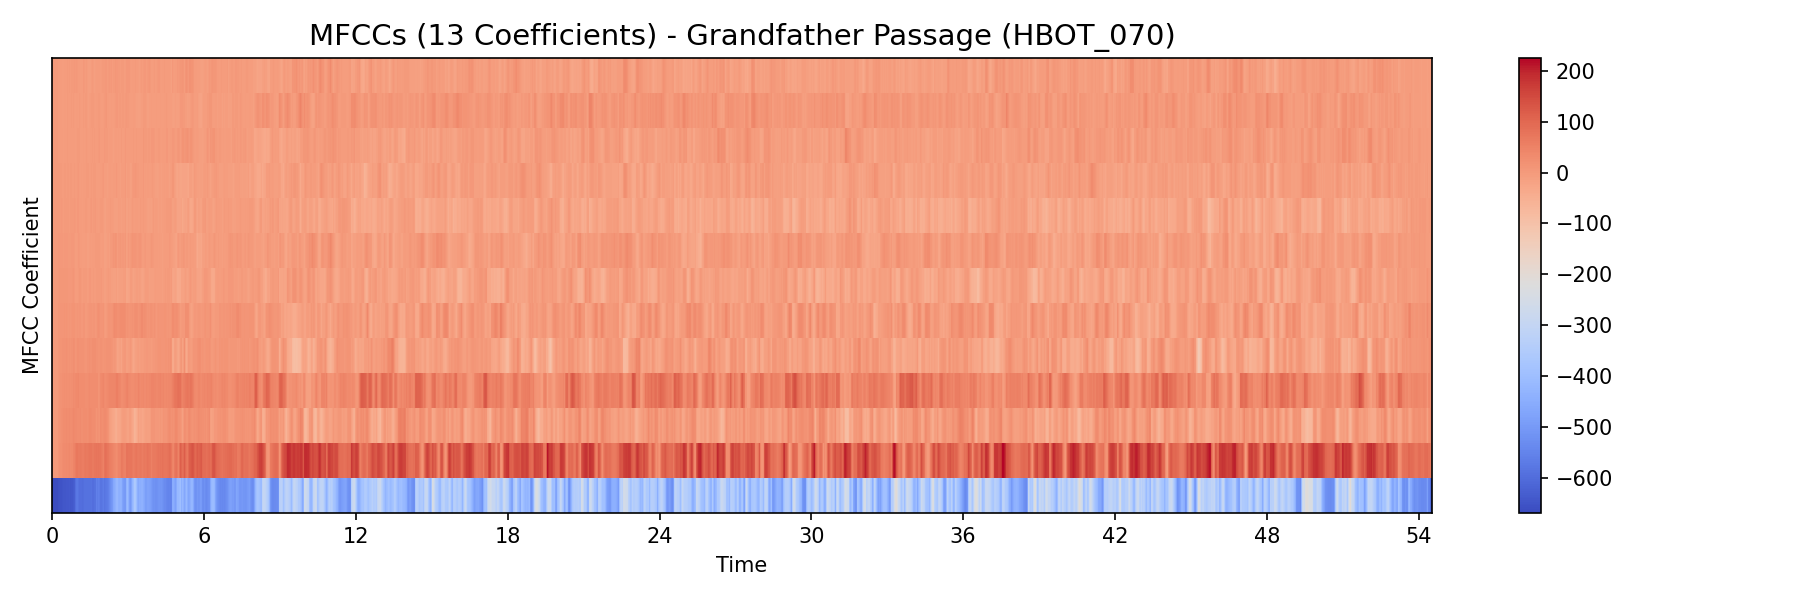 MFCCs (13 Coefficients) - Grandfather Passage (HBOT_070)
MFCC Coefficient
0 6 12 18 24 30 36 42 48 54
Time
200
100
0
−100
−200
−300
−400
−500
−600